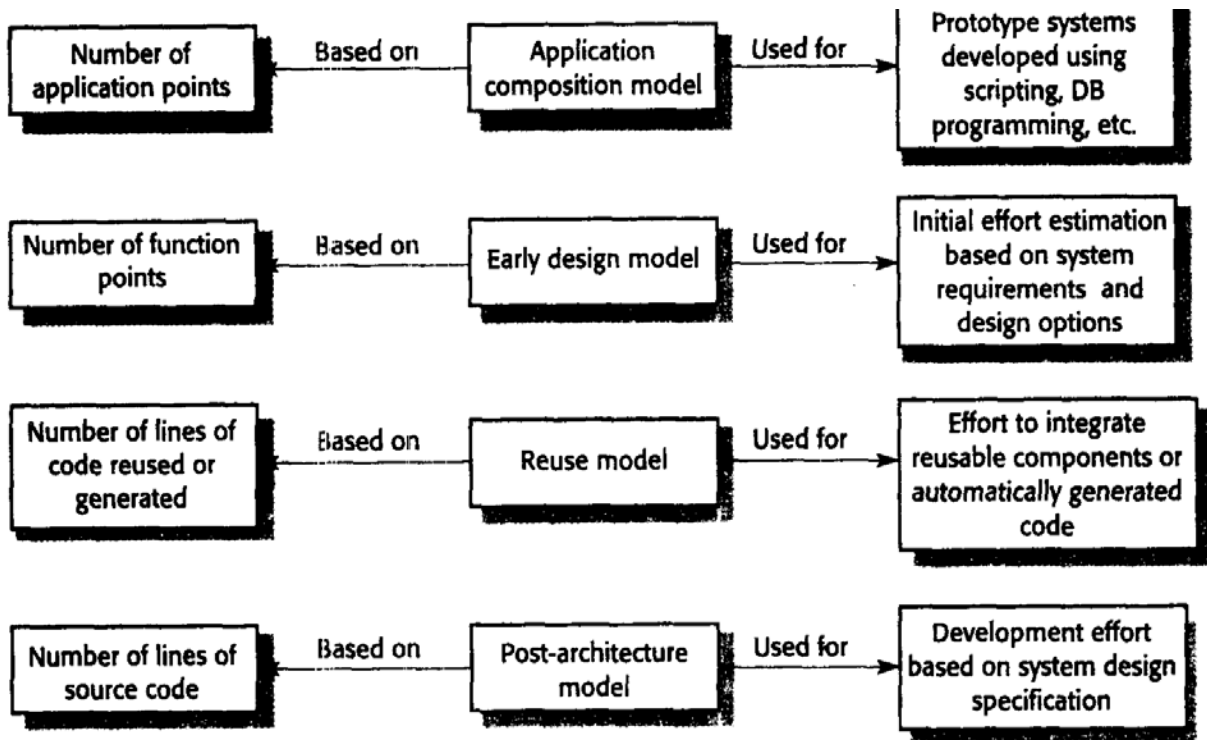 Number of
application points
Based on
Application
composition model
Used for
Prototype systems
developed using
scripting, DB
programming, etc.
Number of function
points
Based on
Early design model
Used for
Initial effort estimation
based on system
requirements and
design options
Number of lines of
code reused or
generated
Based on
Reuse model
Used for
Effort to integrate
reusable components or
automatically generated
code
Number of lines of
source code
Based on
Post-architecture
model
Used for
Development effort
based on system design
specification